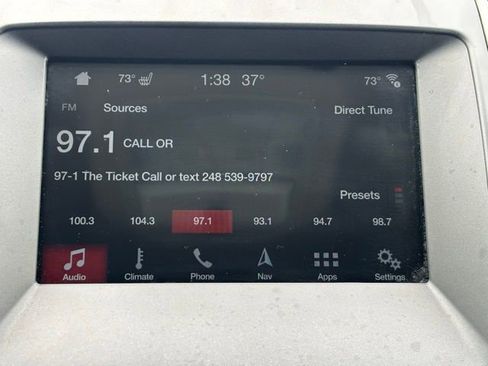 73° 1:38 37° 73°
FM Sources Direct Tune
97.1 CALL OR
97-1 The Ticket Call or text 248 539-9797
Presets
100.3 104.3 97.1 93.1 94.7 98.7
Audio Climate Phone Nav Apps Settings